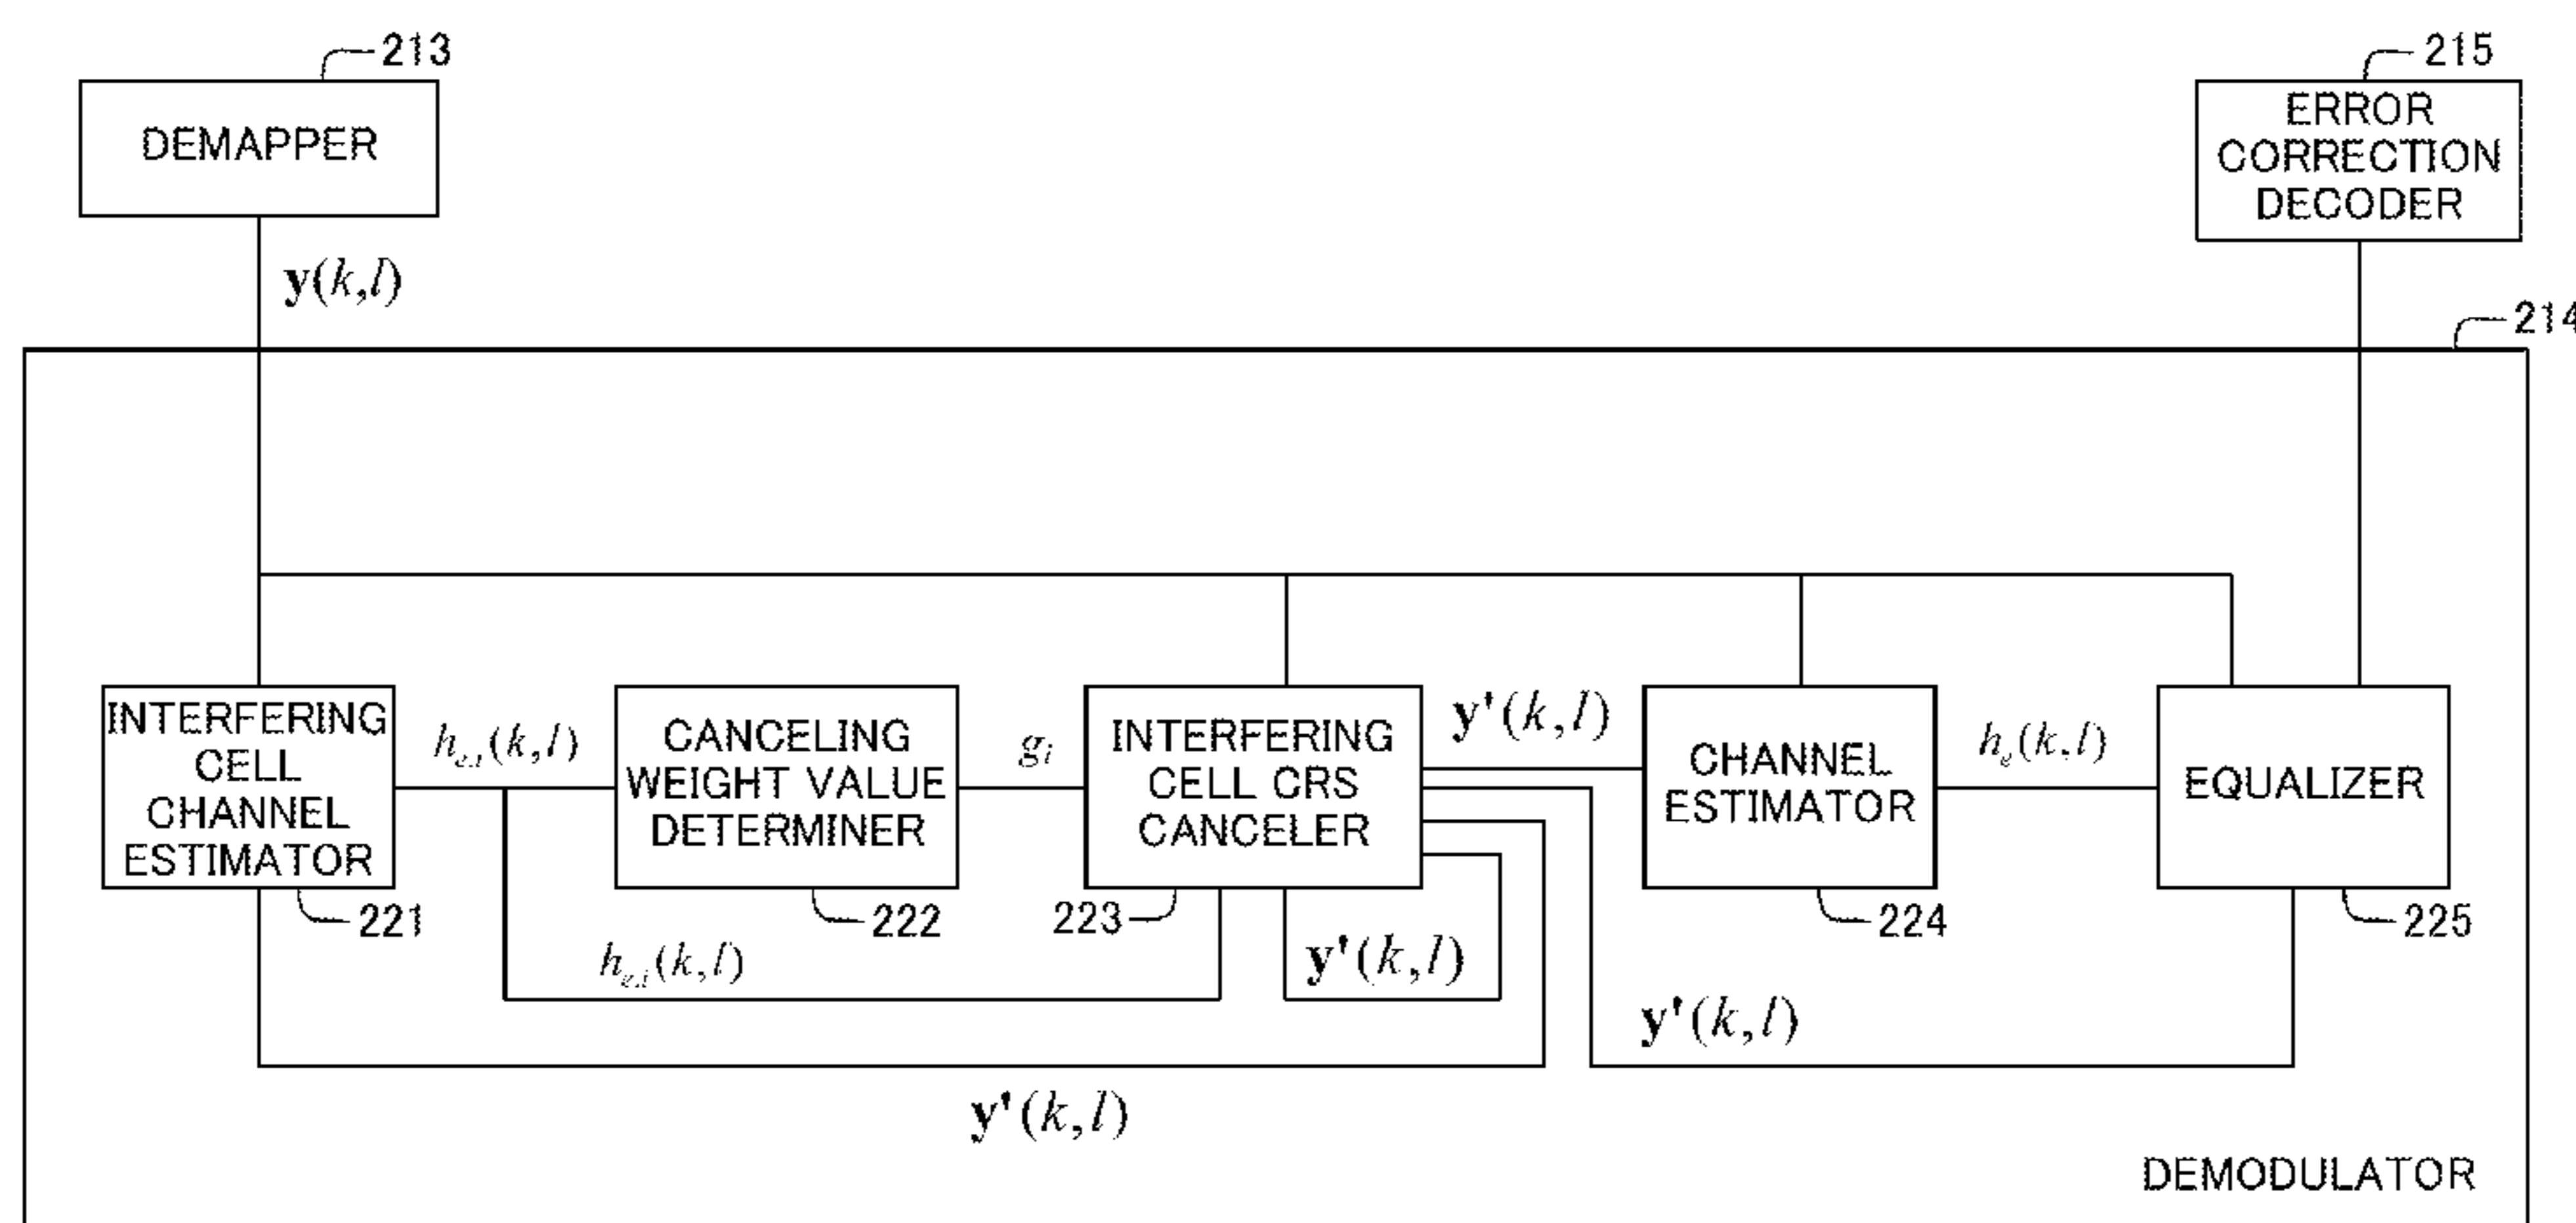 213
215
DEMAPPER
ERROR
CORRECTION
DECODER
y(k,l)
214
INTERFERING
CELL
CHANNEL
ESTIMATOR
h_{e,i}(k,l)
CANCELING
WEIGHT VALUE
DETERMINER
g_i
INTERFERING
CELL CRS
CANCELER
y'(k,l)
CHANNEL
ESTIMATOR
h_e(k,l)
EQUALIZER
221
222
223
224
225
h_{e,i}(k,l)
y'(k,l)
y'(k,l)
y'(k,l)
DEMODULATOR